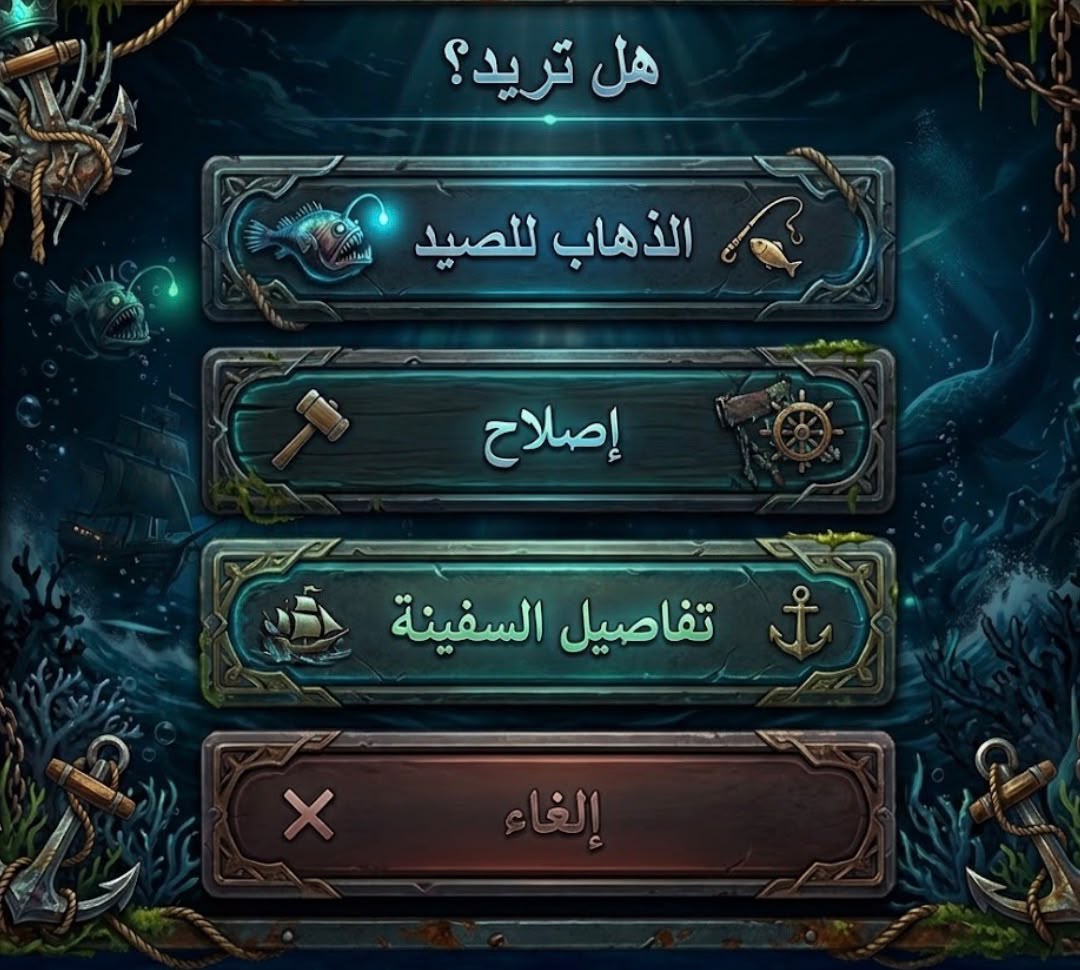 هل تريد؟
الذهاب للصيد
إصلاح
تفاصيل السفينة
إلغاء